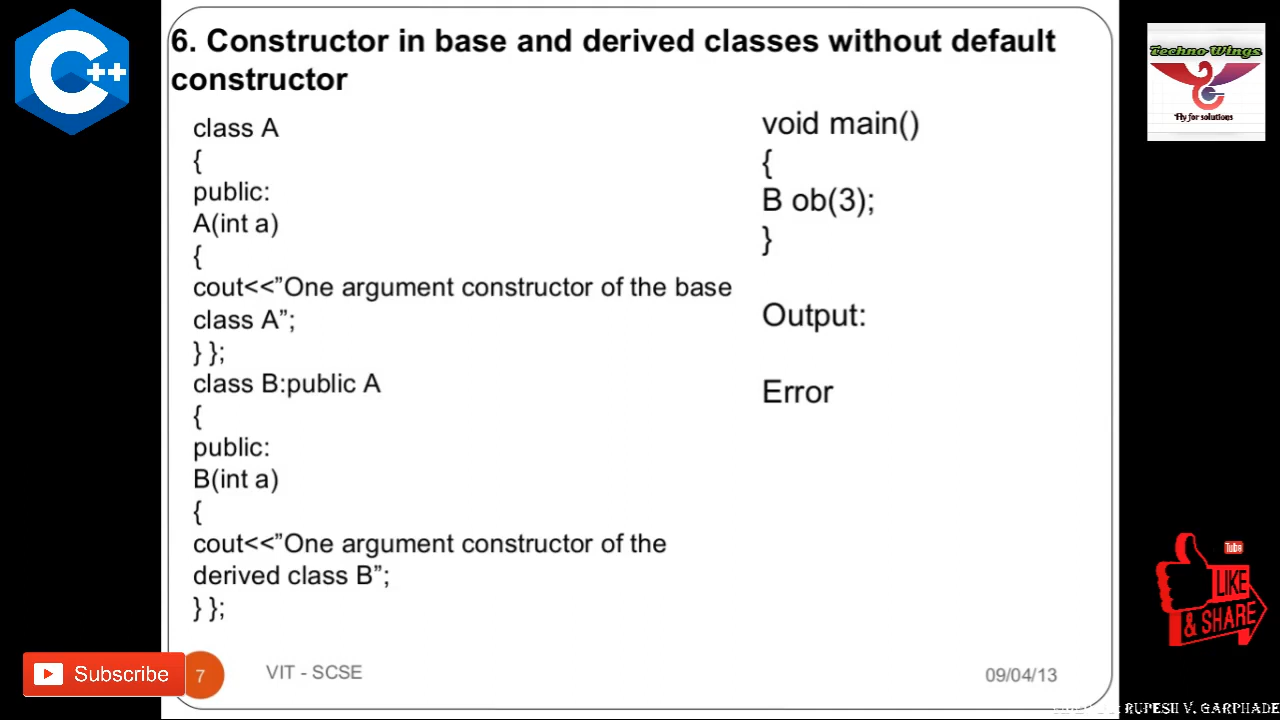 C++
6. Constructor in base and derived classes without default
constructor
Techno Wings
Fly for solutions
class A
{
public:
A(int a)
{
cout<<”One argument constructor of the base
class A”;
} };
class B:public A
{
public:
B(int a)
{
cout<<”One argument constructor of the
derived class B”;
} };
void main()
{
B ob(3);
}
Output:
Error
Tube
LIKE
& SHARE
Subscribe
7
VIT - SCSE
09/04/13
RUPESH V. GARPHADE